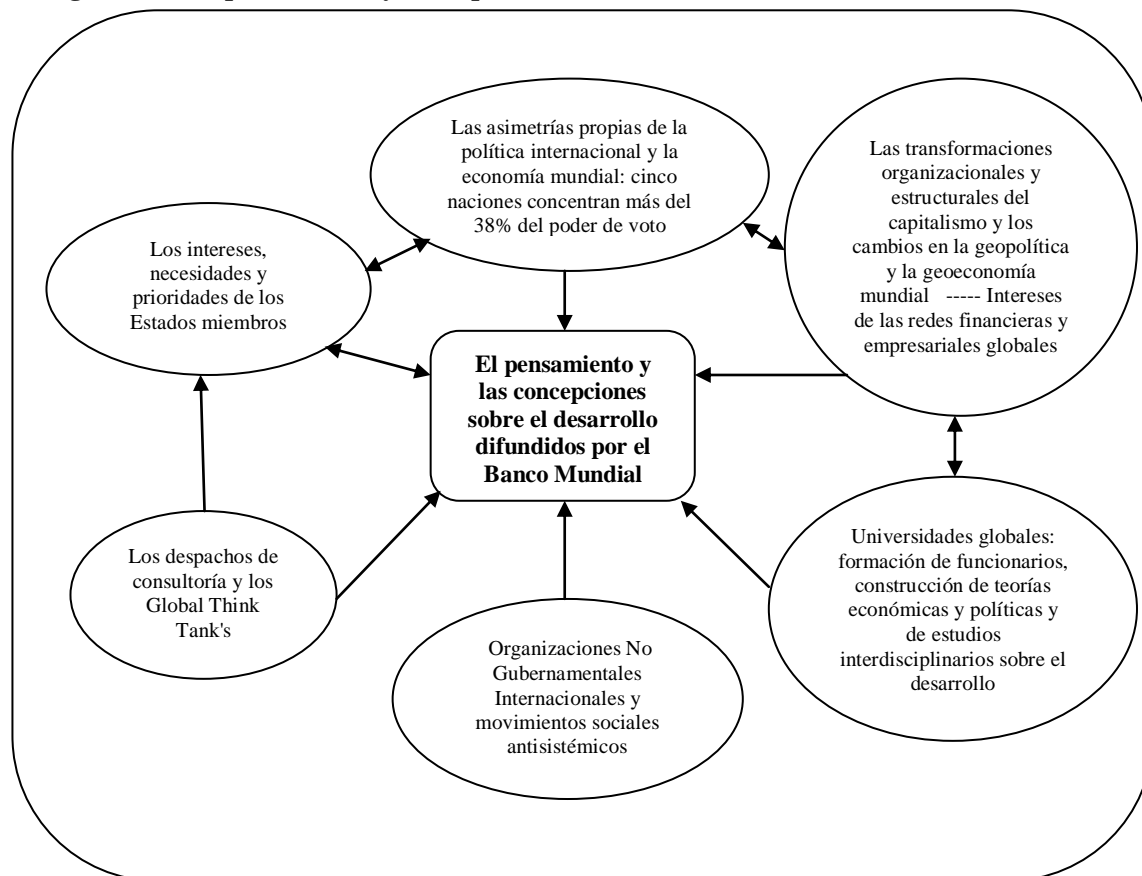 Las asimetrías propias de la
política internacional y la
economía mundial: cinco
naciones concentran más del
38% del poder de voto
Las transformaciones
organizacionales y
estructurales del
capitalismo y los
cambios en la geopolítica
y la geoeconomía
mundial ----- Intereses
de las redes financieras y
empresariales globales
Los intereses,
necesidades y
prioridades de los
Estados miembros
El pensamiento y
las concepciones
sobre el desarrollo
difundidos por el
Banco Mundial
Los despachos de
consultoría y los
Global Think
Tank's
Organizaciones No
Gubernamentales
Internacionales y
movimientos sociales
antisistémicos
Universidades globales:
formación de funcionarios,
construcción de teorías
económicas y políticas y
de estudios
interdisciplinarios sobre el
desarrollo